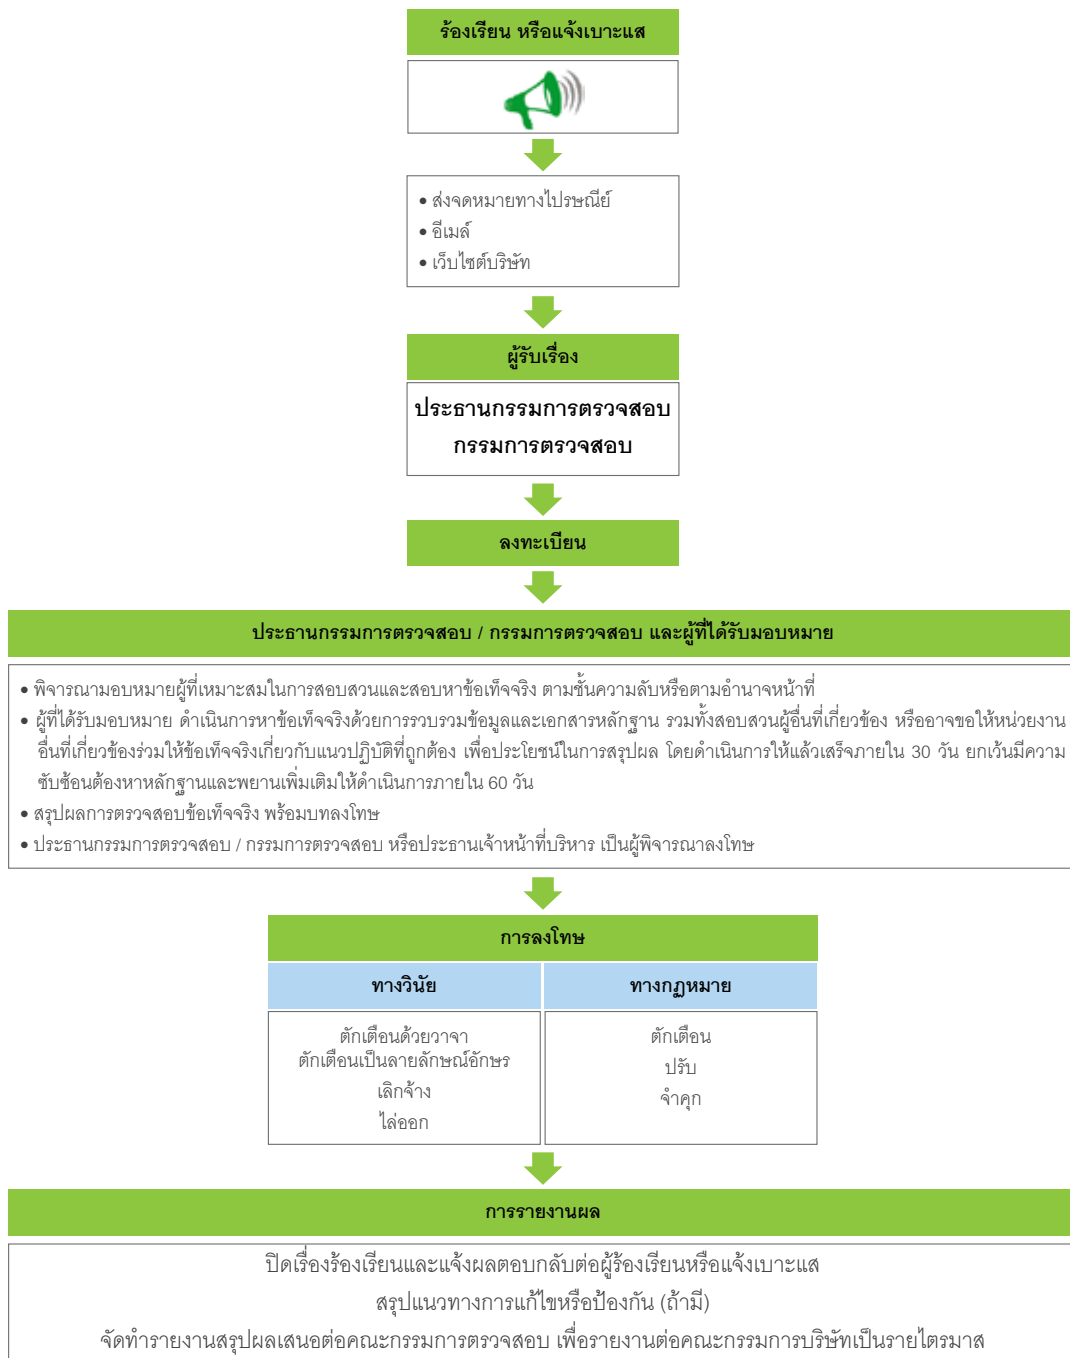 ร้องเรียน หรือแจ้งเบาะแส
• ส่งจดหมายทางไปรษณีย์
• อีเมล์
• เว็บไซต์บริษัท
ผู้รับเรื่อง
ประธานกรรมการตรวจสอบ
กรรมการตรวจสอบ
ลงทะเบียน
ประธานกรรมการตรวจสอบ / กรรมการตรวจสอบ และผู้ที่ได้รับมอบหมาย
• พิจารณามอบหมายผู้ที่เหมาะสมในการสอบสวนและสอบหาข้อเท็จจริง ตามชั้นความลับหรือตามอำนาจหน้าที่
• ผู้ที่ได้รับมอบหมาย ดำเนินการหาข้อเท็จจริงด้วยการรวบรวมข้อมูลและเอกสารหลักฐาน รวมทั้งสอบสวนผู้อื่นที่เกี่ยวข้อง หรืออาจขอให้หน่วยงาน
อื่นที่เกี่ยวข้องร่วมให้ข้อเท็จจริงเกี่ยวกับแนวปฏิบัติที่ถูกต้อง เพื่อประโยชน์ในการสรุปผล โดยดำเนินการให้แล้วเสร็จภายใน 30 วัน ยกเว้นมีความ
ซับซ้อนต้องหาหลักฐานและพยานเพิ่มเติมให้ดำเนินการภายใน 60 วัน
• สรุปผลการตรวจสอบข้อเท็จจริง พร้อมบทลงโทษ
• ประธานกรรมการตรวจสอบ / กรรมการตรวจสอบ หรือประธานเจ้าหน้าที่บริหาร เป็นผู้พิจารณาลงโทษ
การลงโทษ
ทางวินัย
ตักเตือนด้วยวาจา
ตักเตือนเป็นลายลักษณ์อักษร
เลิกจ้าง
ไล่ออก
ทางกฏหมาย
ตักเตือน
ปรับ
จำคุก
การรายงานผล
ปิดเรื่องร้องเรียนและแจ้งผลตอบกลับต่อผู้ร้องเรียนหรือแจ้งเบาะแส
สรุปแนวทางการแก้ไขหรือป้องกัน (ถ้ามี)
จัดทำรายงานสรุปผลเสนอต่อคณะกรรมการตรวจสอบ เพื่อรายงานต่อคณะกรรมการบริษัทเป็นรายไตรมาส